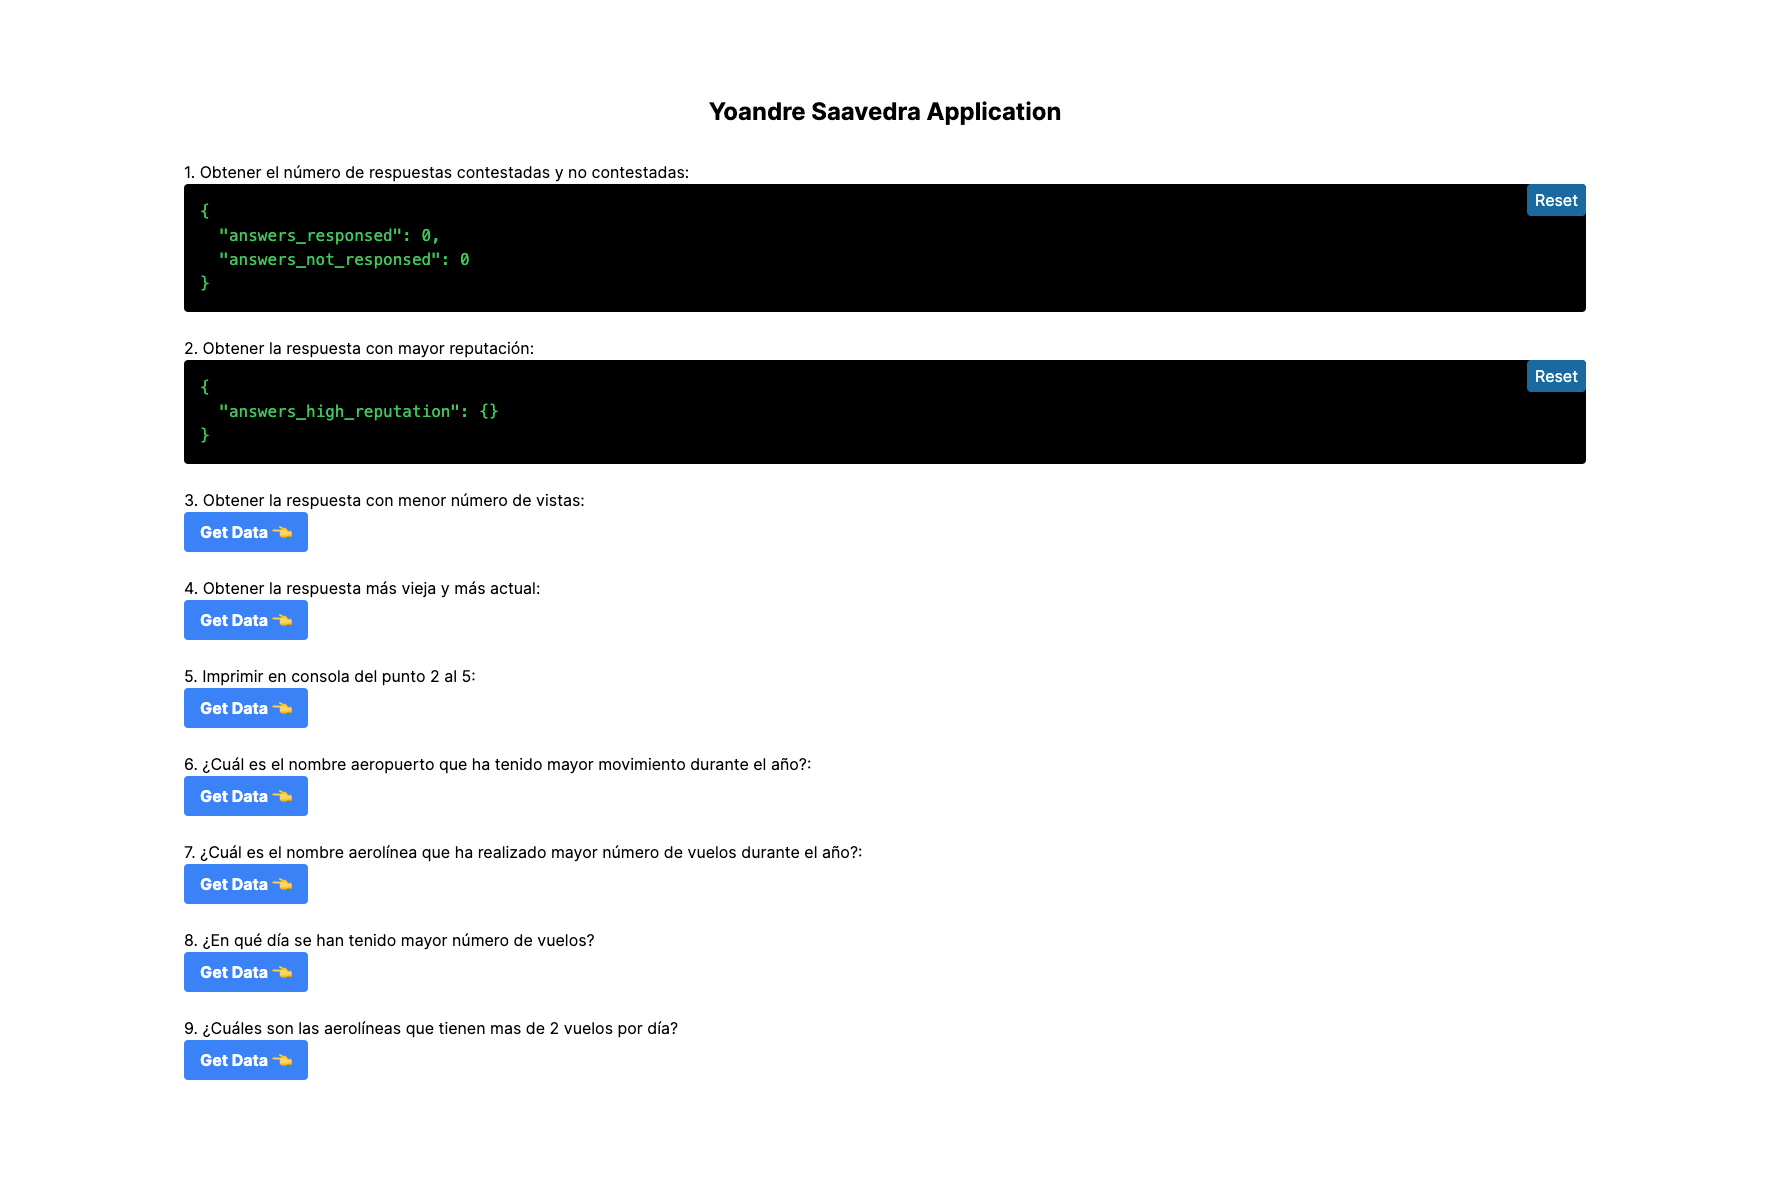 Yoandre Saavedra Application
1. Obtener el número de respuestas contestadas y no contestadas:
Reset
{
  "answers_responsed": 0,
  "answers_not_responsed": 0
}
2. Obtener la respuesta con mayor reputación:
Reset
{
  "answers_high_reputation": {}
}
3. Obtener la respuesta con menor número de vistas:
Get Data 👈
4. Obtener la respuesta más vieja y más actual:
Get Data 👈
5. Imprimir en consola del punto 2 al 5:
Get Data 👈
6. ¿Cuál es el nombre aeropuerto que ha tenido mayor movimiento durante el año?:
Get Data 👈
7. ¿Cuál es el nombre aerolínea que ha realizado mayor número de vuelos durante el año?:
Get Data 👈
8. ¿En qué día se han tenido mayor número de vuelos?
Get Data 👈
9. ¿Cuáles son las aerolíneas que tienen mas de 2 vuelos por día?
Get Data 👈